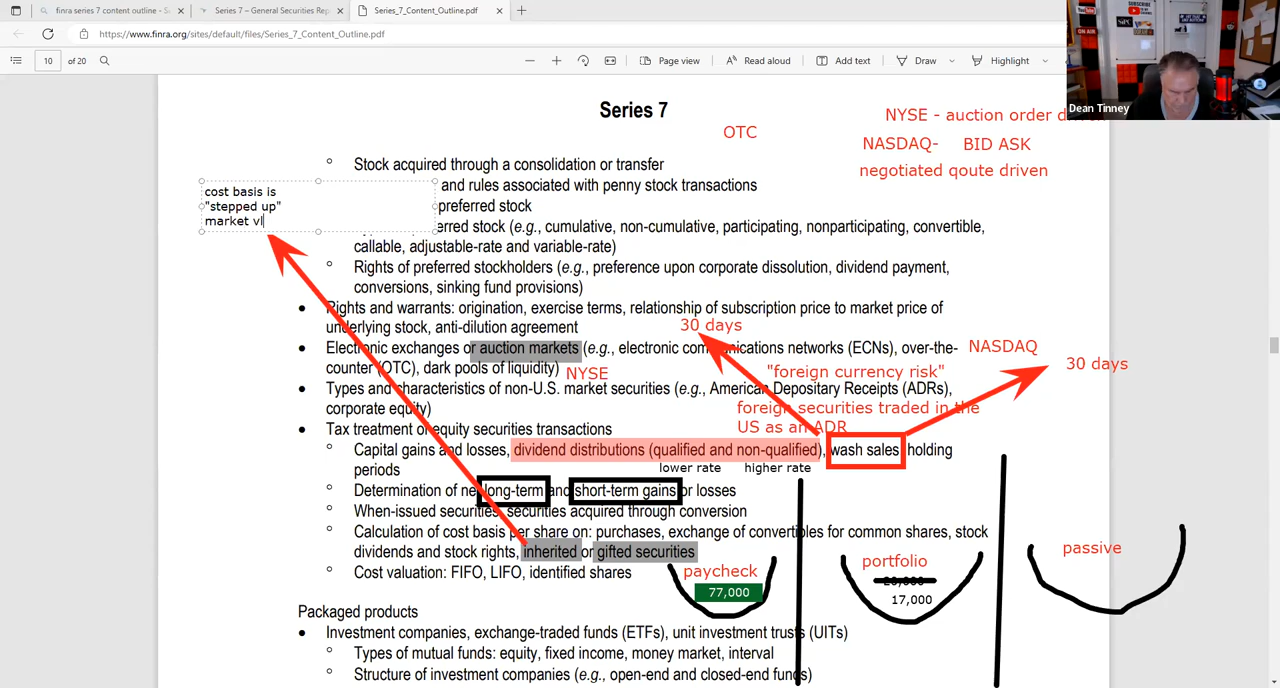 finra series 7 content outline - Se
Series 7 – General Securities Rep
Series_7_Content_Outline.pdf
https://www.finra.org/sites/default/files/Series_7_Content_Outline.pdf
10 of 20
Page view
Read aloud
Add text
Draw
Highlight
Dean Tinney
Series 7
OTC
NYSE - auction order
NASDAQ- BID ASK
negotiated qoute driven
Stock acquired through a consolidation or transfer
and rules associated with penny stock transactions
cost basis is
"stepped up"
market vl
preferred stock
erred stock (e.g., cumulative, non-cumulative, participating, nonparticipating, convertible,
callable, adjustable-rate and variable-rate)
Rights of preferred stockholders (e.g., preference upon corporate dissolution, dividend payment,
conversions, sinking fund provisions)
Rights and warrants: origination, exercise terms, relationship of subscription price to market price of
underlying stock, anti-dilution agreement
30 days
Electronic exchanges or auction markets (e.g., electronic communications networks (ECNs), over-the-
NASDAQ
counter (OTC), dark pools of liquidity)
NYSE
"foreign currency risk"
30 days
Types and characteristics of non-U.S. market securities (e.g., American Depositary Receipts (ADRs),
corporate equity)
foreign securities traded in the
US as an ADR
Tax treatment of equity securities transactions
Capital gains and losses, dividend distributions (qualified and non-qualified), wash sales, holding
periods
lower rate higher rate
Determination of net long-term and short-term gains or losses
When-issued securities, securities acquired through conversion
Calculation of cost basis per share on: purchases, exchange of convertibles for common shares, stock
dividends and stock rights, inherited or gifted securities
Cost valuation: FIFO, LIFO, identified shares
paycheck
77,000
portfolio
20,000
17,000
passive
Packaged products
Investment companies, exchange-traded funds (ETFs), unit investment trusts (UITs)
Types of mutual funds: equity, fixed income, money market, interval
Structure of investment companies (e.g., open-end and closed-end funds)